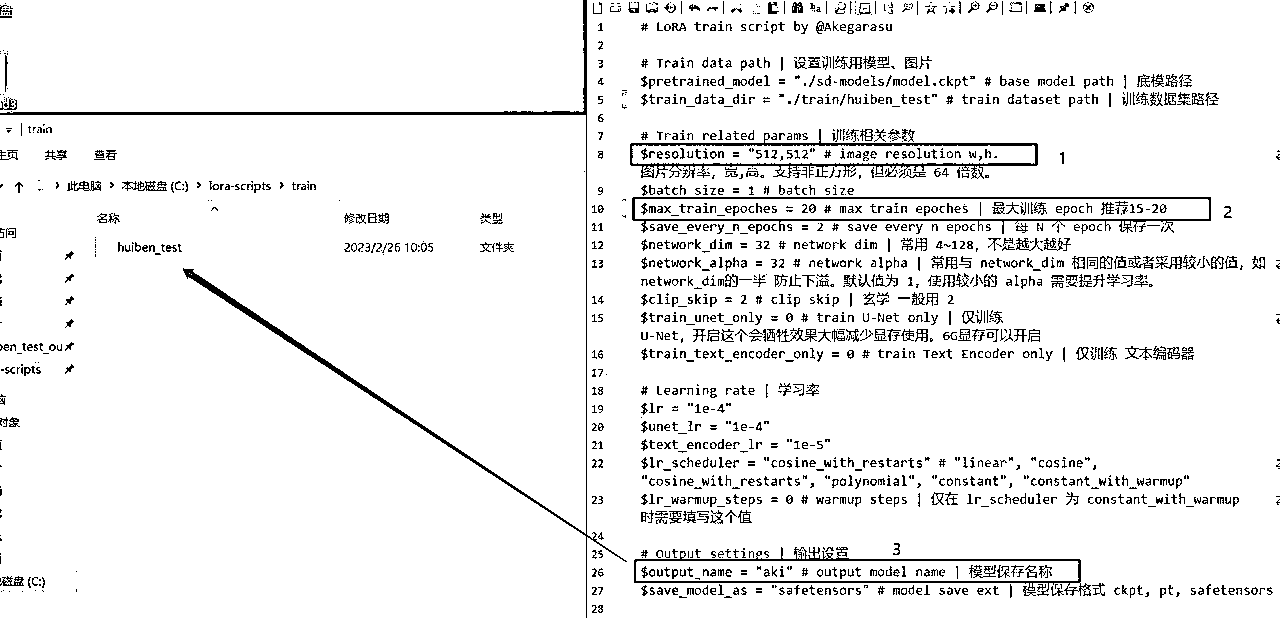 train
主页 共享 查看
此电脑 > 本地磁盘 (C:) > lora-scripts > train
名称 修改日期 类型
huiben_test 2023/2/26 10:05 文件夹
ben_test_ou
-scripts
对象
磁盘 (C:)
1 # LoRA train script by @Akegarasu
2
3 # Train data path | 设置训练用模型、图片
4 $pretrained_model = "./sd-models/model.ckpt" # base model path | 底模路径
5 $train_data_dir = "./train/huiben_test" # train dataset path | 训练数据集路径
6
7 # Train related params | 训练相关参数
8 $resolution = "512,512" # image resolution w,h. 1
图片分辨率，宽,高。支持非正方形，但必须是 64 倍数。
9 $batch_size = 1 # batch size
10 $max_train_epoches = 20 # max train epoches | 最大训练 epoch 推荐15-20 2
11 $save_every_n_epochs = 2 # save every n epochs | 每 N 个 epoch 保存一次
12 $network_dim = 32 # network dim | 常用 4~128，不是越大越好
13 $network_alpha = 32 # network alpha | 常用与 network_dim 相同的值或者采用较小的值，如
network_dim的一半 防止下溢。默认值为 1，使用较小的 alpha 需要提升学习率。
14 $clip_skip = 2 # clip skip | 玄学 一般用 2
15 $train_unet_only = 0 # train U-Net only | 仅训练
U-Net，开启这个会牺牲效果大幅减少显存使用。6G显存可以开启
16 $train_text_encoder_only = 0 # train Text Encoder only | 仅训练 文本编码器
17
18 # Learning rate | 学习率
19 $lr = "1e-4"
20 $unet_lr = "1e-4"
21 $text_encoder_lr = "1e-5"
22 $lr_scheduler = "cosine_with_restarts" # "linear", "cosine",
"cosine_with_restarts", "polynomial", "constant", "constant_with_warmup"
23 $lr_warmup_steps = 0 # warmup steps | 仅在 lr_scheduler 为 constant_with_warmup
时需要填写这个值
24
25 # Output settings | 输出设置 3
26 $output_name = "aki" # output model name | 模型保存名称
27 $save_model_as = "safetensors" # model save ext | 模型保存格式 ckpt, pt, safetensors
28